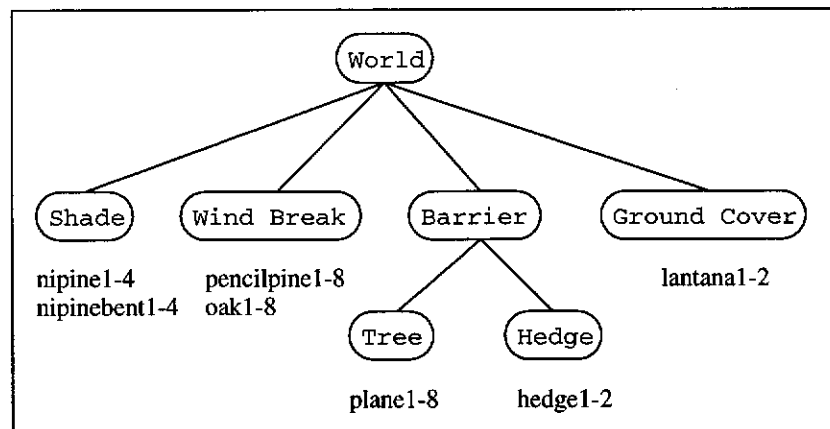 World
Shade Wind Break Barrier Ground Cover
nipine1-4 pencilpine1-8 lantana1-2
nipinebent1-4 oak1-8
Tree Hedge
plane1-8 hedge1-2